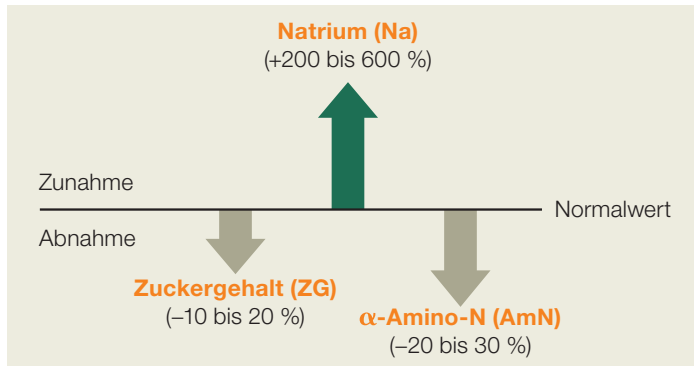 Natrium (Na)
(+200 bis 600 %)
Zunahme
Normalwert
Abnahme
Zuckergehalt (ZG)
(–10 bis 20 %)
α-Amino-N (AmN)
(–20 bis 30 %)